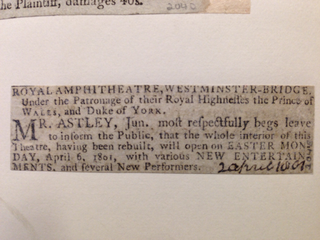 he Plaintiff, damages 40s.
ROYAL AMPHITHEATRE, WESTMINSTER-BRIDGE.
Under the Patronage of their Royal Highneſſes the Prince of
WALES, and DUKE of YORK.
MR. ASTLEY, Jun. moſt reſpectfully begs leave
to inform the Public, that the whole interior of this
Theatre, having been rebuilt, will open on EASTER MON-
DAY, April 6, 1801, with various NEW ENTERTAIN-
MENTS, and ſeveral New Performers.
2 april 1801